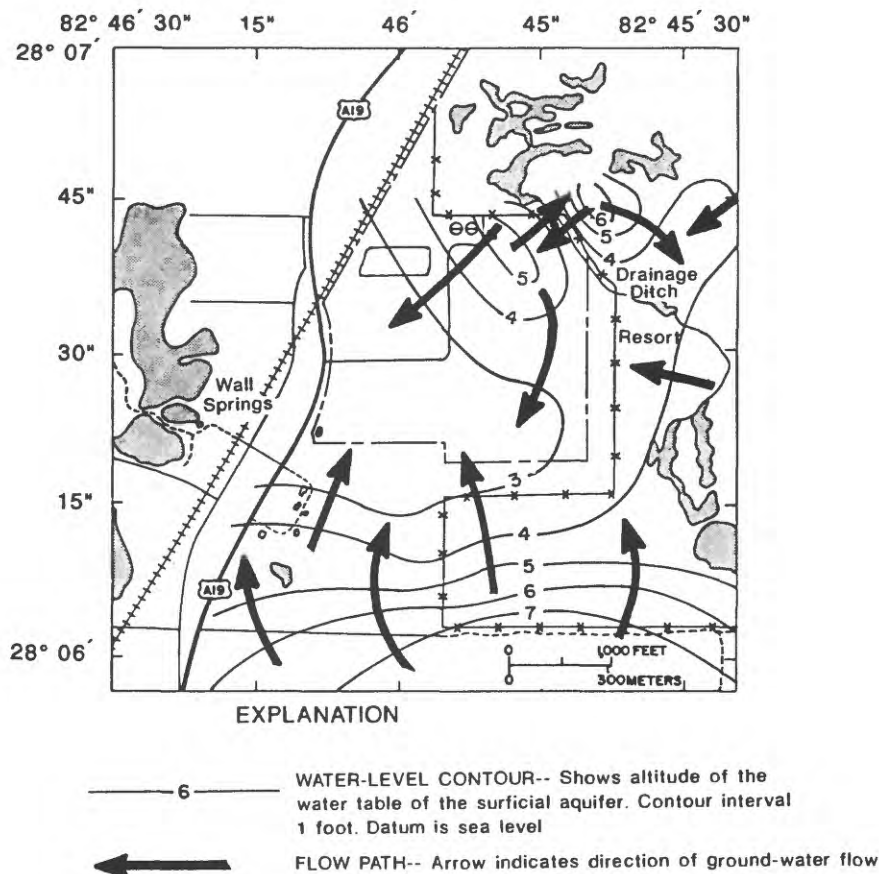 82° 46′ 30″ 15″ 46′ 45″ 82° 45′ 30″
28° 07′
A19
45″
6
5
4
5
4
Drainage
Ditch
Resort
30″
Wall
Springs
3
15″
4
5
6
7
A19
28° 06′
0 1,000 FEET
0 300 METERS
EXPLANATION
6 WATER-LEVEL CONTOUR-- Shows altitude of the
water table of the surficial aquifer. Contour interval
1 foot. Datum is sea level
FLOW PATH-- Arrow indicates direction of ground-water flow